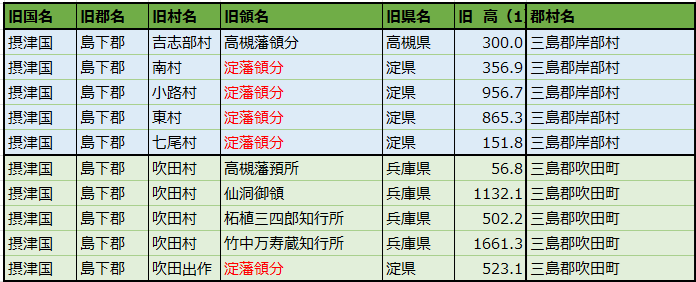 旧国名 旧郡名 旧村名 旧領名 旧県名 旧 高（1 郡村名
摂津国 島下郡 吉志部村 高槻藩領分 高槻県 300.0 三島郡岸部村
摂津国 島下郡 南村 淀藩領分 淀県 356.9 三島郡岸部村
摂津国 島下郡 小路村 淀藩領分 淀県 956.7 三島郡岸部村
摂津国 島下郡 東村 淀藩領分 淀県 865.3 三島郡岸部村
摂津国 島下郡 七尾村 淀藩領分 淀県 151.8 三島郡岸部村
摂津国 島下郡 吹田村 高槻藩預所 兵庫県 56.8 三島郡吹田町
摂津国 島下郡 吹田村 仙洞御領 兵庫県 1132.1 三島郡吹田町
摂津国 島下郡 吹田村 柘植三四郎知行所 兵庫県 502.2 三島郡吹田町
摂津国 島下郡 吹田村 竹中万寿蔵知行所 兵庫県 1661.3 三島郡吹田町
摂津国 島下郡 吹田出作 淀藩領分 淀県 523.1 三島郡吹田町